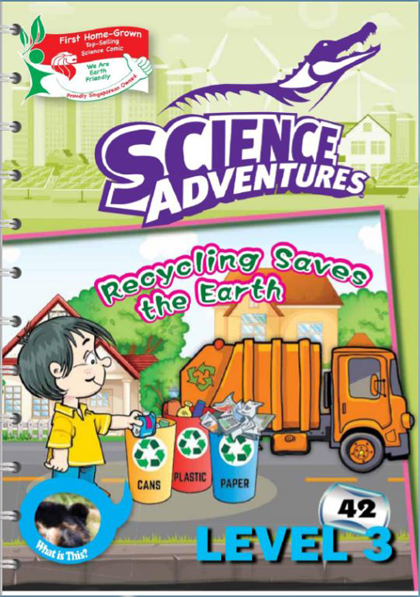 First Home-Grown
Top-Selling
Science Comic
We Are
Earth
Friendly
Proudly Singaporean Owned
SCIENCE
ADVENTURES
Recycling Saves
the Earth
CANS
PLASTIC
PAPER
What is This?
42
LEVEL 3